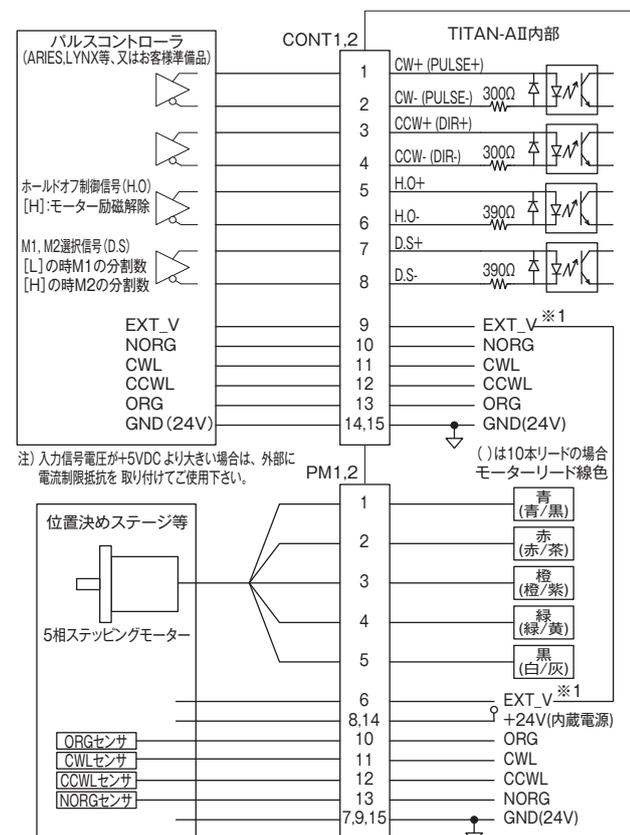 パルスコントローラ
(ARIES,LYNX等、又はお客様準備品)
CONT1,2
TITAN-AII内部
1
CW+ (PULSE+)
2
CW- (PULSE-)
300Ω
3
CCW+ (DIR+)
4
CCW- (DIR-)
300Ω
ホールドオフ制御信号(H.O)
[H]:モーター励磁解除
5
H.O+
6
H.O-
390Ω
M1, M2選択信号(D.S)
[L]の時M1の分割数
[H]の時M2の分割数
7
D.S+
8
D.S-
390Ω
EXT_V
9
EXT_V
※1
NORG
10
NORG
CWL
11
CWL
CCWL
12
CCWL
ORG
13
ORG
GND(24V)
14,15
GND(24V)
注) 入力信号電圧が+5VDC より大きい場合は、外部に
電流制限抵抗を 取り付けてご使用下さい。
( )は10本リードの場合
モーターリード線色
PM1,2
位置決めステージ等
5相ステッピングモーター
1
青
(青/黒)
2
赤
(赤/茶)
3
橙
(橙/紫)
4
緑
(緑/黄)
5
黒
(白/灰)
6
EXT_V
※1
8,14
+24V(内蔵電源)
ORGセンサ
10
ORG
CWLセンサ
11
CWL
CCWLセンサ
12
CCWL
NORGセンサ
13
NORG
7,9,15
GND(24V)